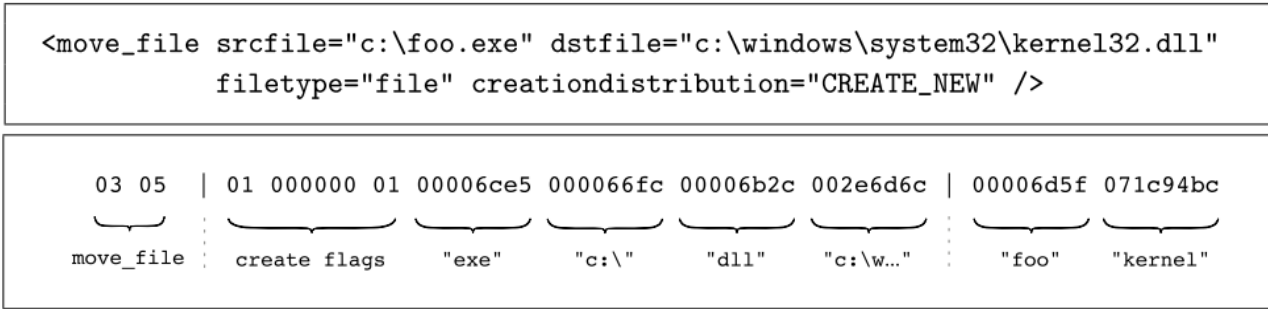 <move_file srcfile="c:\foo.exe" dstfile="c:\windows\system32\kernel32.dll"
filetype="file" creationdistribution="CREATE_NEW" />
03 05 | 01 000000 01 00006ce5 000066fc 00006b2c 002e6d6c | 00006d5f 071c94bc
move_file create flags "exe" "c:\" "dll" "c:\w…" "foo" "kernel"